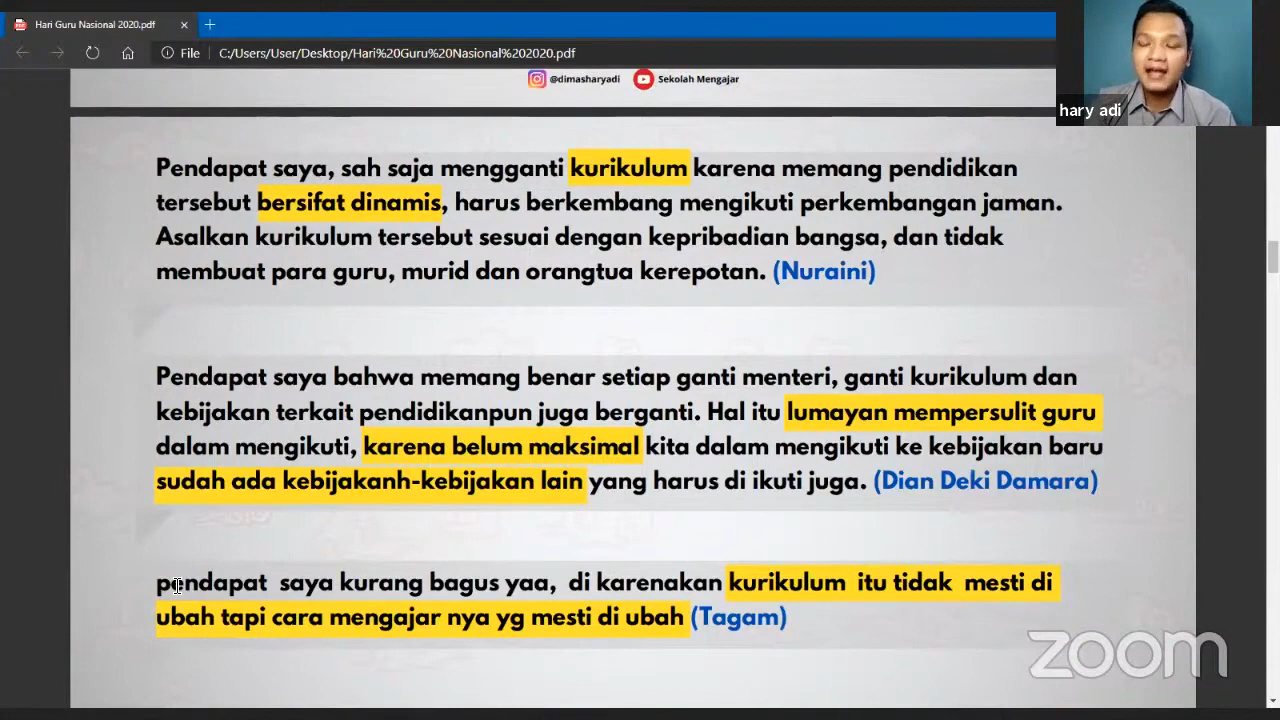 Hari Guru Nasional 2020.pdf
File C:/Users/User/Desktop/Hari%20Guru%20Nasional%202020.pdf
hary adi
@dimasharyadi Sekolah Mengajar
Pendapat saya, sah saja mengganti kurikulum karena memang pendidikan
tersebut bersifat dinamis, harus berkembang mengikuti perkembangan jaman.
Asalkan kurikulum tersebut sesuai dengan kepribadian bangsa, dan tidak
membuat para guru, murid dan orangtua kerepotan. (Nuraini)
Pendapat saya bahwa memang benar setiap ganti menteri, ganti kurikulum dan
kebijakan terkait pendidikanpun juga berganti. Hal itu lumayan mempersulit guru
dalam mengikuti, karena belum maksimal kita dalam mengikuti ke kebijakan baru
sudah ada kebijakanh-kebijakan lain yang harus di ikuti juga. (Dian Deki Damara)
pendapat saya kurang bagus yaa, di karenakan kurikulum itu tidak mesti di
ubah tapi cara mengajar nya yg mesti di ubah (Tagam)
zoom